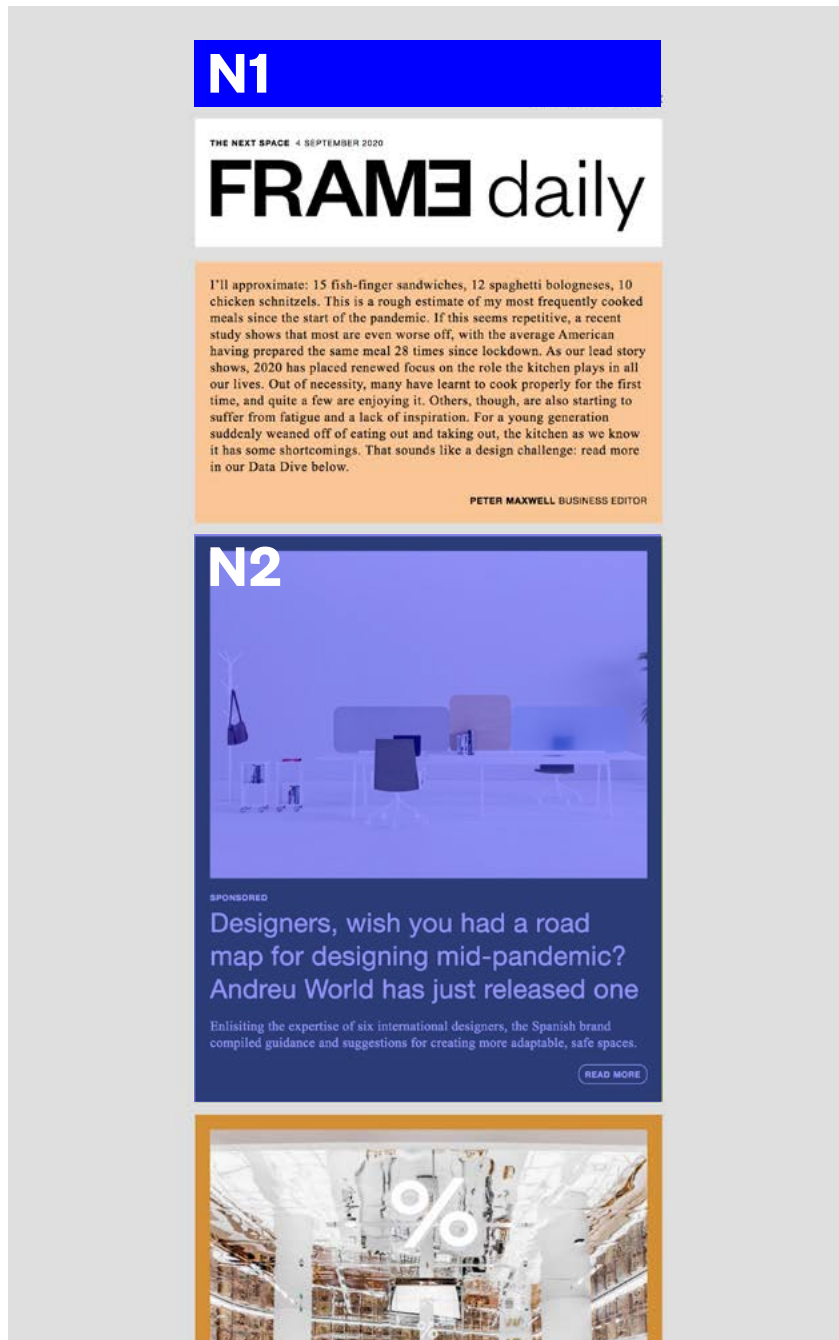 N1
THE NEXT SPACE 4 SEPTEMBER 2020
FRAMƎ daily
I'll approximate: 15 fish-finger sandwiches, 12 spaghetti bologneses, 10
chicken schnitzels. This is a rough estimate of my most frequently cooked
meals since the start of the pandemic. If this seems repetitive, a recent
study shows that most are even worse off, with the average American
having prepared the same meal 28 times since lockdown. As our lead story
shows, 2020 has placed renewed focus on the role the kitchen plays in all
our lives. Out of necessity, many have learnt to cook properly for the first
time, and quite a few are enjoying it. Others, though, are also starting to
suffer from fatigue and a lack of inspiration. For a young generation
suddenly weaned off of eating out and taking out, the kitchen as we know
it has some shortcomings. That sounds like a design challenge: read more
in our Data Dive below.
PETER MAXWELL BUSINESS EDITOR
N2
SPONSORED
Designers, wish you had a road
map for designing mid-pandemic?
Andreu World has just released one
Enlisiting the expertise of six international designers, the Spanish brand
compiled guidance and suggestions for creating more adaptable, safe spaces.
READ MORE
%